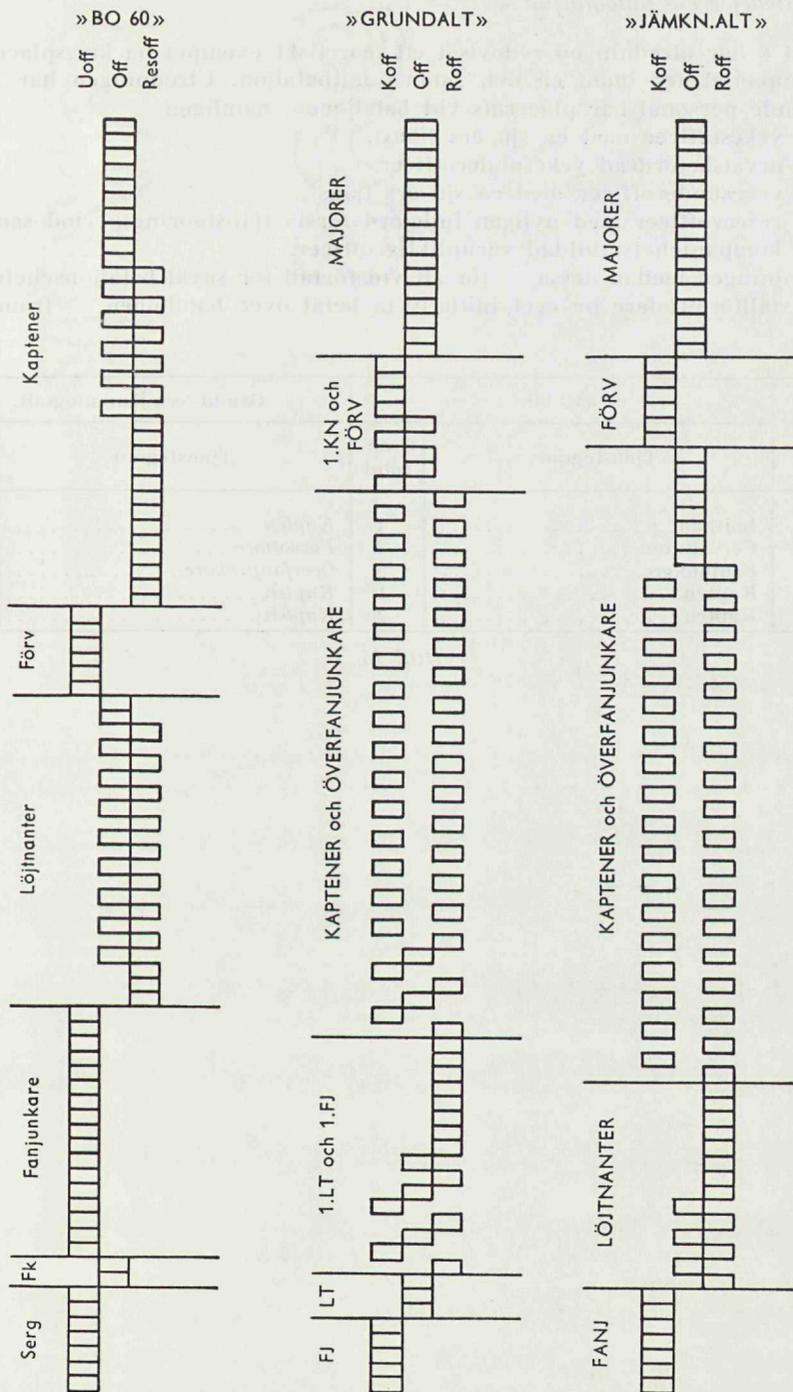 »BO 60»
Uoff
Off
Resoff
Kaptener
Förv
Löjtnanter
Fanjunkare
Fk
Serg
»GRUNDALT»
Koff
Off
Roff
MAJORER
1.KN och
FÖRV
KAPTENER och ÖVERFANJUNKARE
1.LT och 1.FJ
LT
FJ
»JÄMKN.ALT»
Koff
Off
Roff
MAJORER
FÖRV
KAPTENER och ÖVERFANJUNKARE
LÖJTNANTER
FANJ